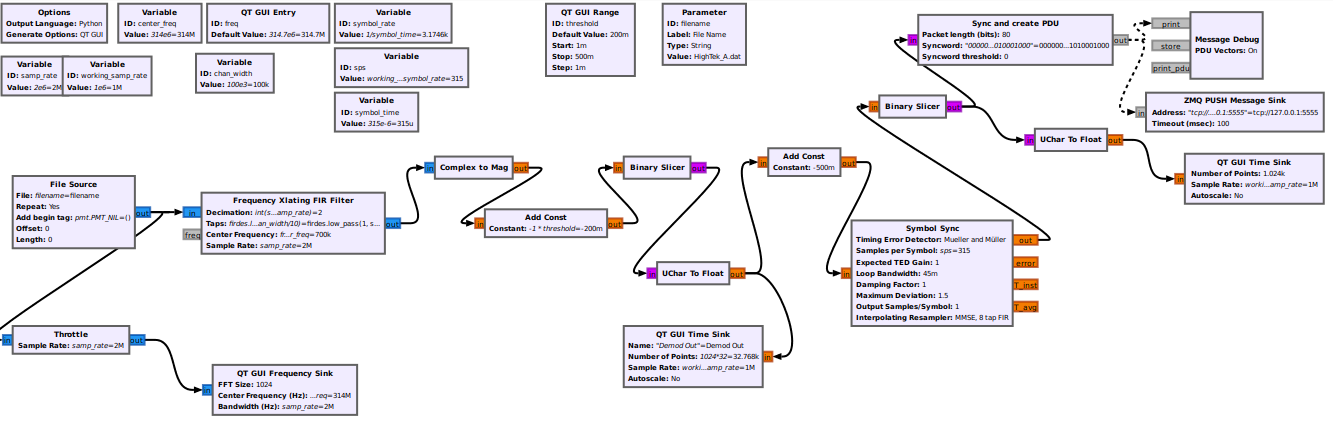 Options
Output Language: Python
Generate Options: QT GUI
Variable
ID: center_freq
Value: 314e6=314M
QT GUI Entry
ID: freq
Default Value: 314.7e6=314.7M
Variable
ID: symbol_rate
Value: 1/symbol_time=3.1746k
QT GUI Range
ID: threshold
Default Value: 200m
Start: 1m
Stop: 500m
Step: 1m
Parameter
ID: filename
Label: File Name
Type: String
Value: HighTek_A.dat
Variable
ID: samp_rate
Value: 2e6=2M
Variable
ID: working_samp_rate
Value: 1e6=1M
Variable
ID: chan_width
Value: 100e3=100k
Variable
ID: sps
Value: working_...symbol_rate=315
Variable
ID: symbol_time
Value: 315e-6=315u
Sync and create PDU
Packet length (bits): 80
Syncword: "00000...010001000"=000000...1010001000
Syncword threshold: 0
in
out
Message Debug
PDU Vectors: On
print
store
print_pdu
ZMQ PUSH Message Sink
Address: "tcp://....0.1:5555"=tcp://127.0.0.1:5555
Timeout (msec): 100
in
Binary Slicer
in
out
UChar To Float
in
out
QT GUI Time Sink
Number of Points: 1.024k
Sample Rate: worki...amp_rate=1M
Autoscale: No
in
File Source
File: filename=filename
Repeat: Yes
Add begin tag: pmt.PMT_NIL=()
Offset: 0
Length: 0
out
Frequency Xlating FIR Filter
Decimation: int(s...amp_rate)=2
Taps: firdes.l...an_width/10)=firdes.low_pass(1, s...
Center Frequency: fr...r_freq=700k
Sample Rate: samp_rate=2M
in
freq
out
Complex to Mag
in
out
Add Const
Constant: -1 * threshold=-200m
in
out
Binary Slicer
in
out
UChar To Float
in
out
Add Const
Constant: -500m
in
out
Symbol Sync
Timing Error Detector: Mueller and Müller
Samples per Symbol: sps=315
Expected TED Gain: 1
Loop Bandwidth: 45m
Damping Factor: 1
Maximum Deviation: 1.5
Output Samples/Symbol: 1
Interpolating Resampler: MMSE, 8 tap FIR
in
out
error
T_inst
T_avg
Throttle
Sample Rate: samp_rate=2M
in
out
QT GUI Frequency Sink
FFT Size: 1024
Center Frequency (Hz): ...req=314M
Bandwidth (Hz): samp_rate=2M
in
QT GUI Time Sink
Name: "Demod Out"=Demod Out
Number of Points: 1024*32=32.768k
Sample Rate: worki...amp_rate=1M
Autoscale: No
in